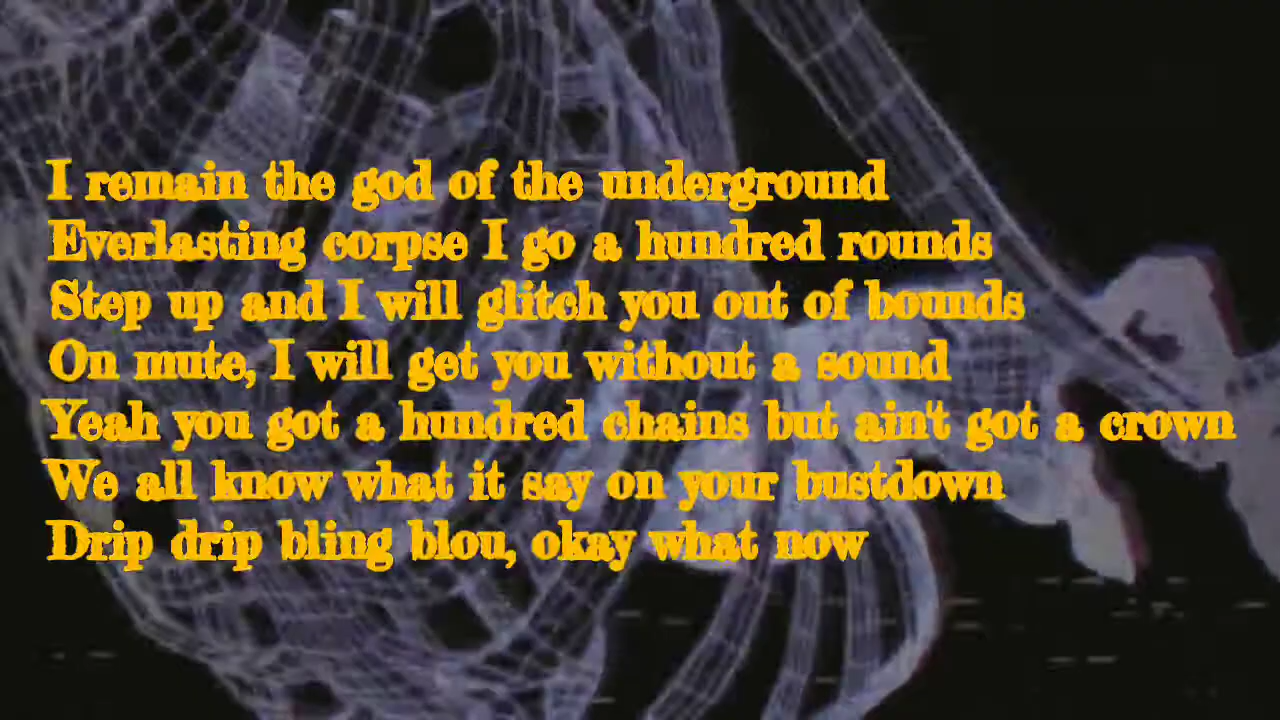 I remain the god of the underground
Everlasting corpse I go a hundred rounds
Step up and I will glitch you out of bounds
On mute, I will get you without a sound
Yeah you got a hundred chains but ain't got a crown
We all know what it say on your bustdown
Drip drip bling blou, okay what now